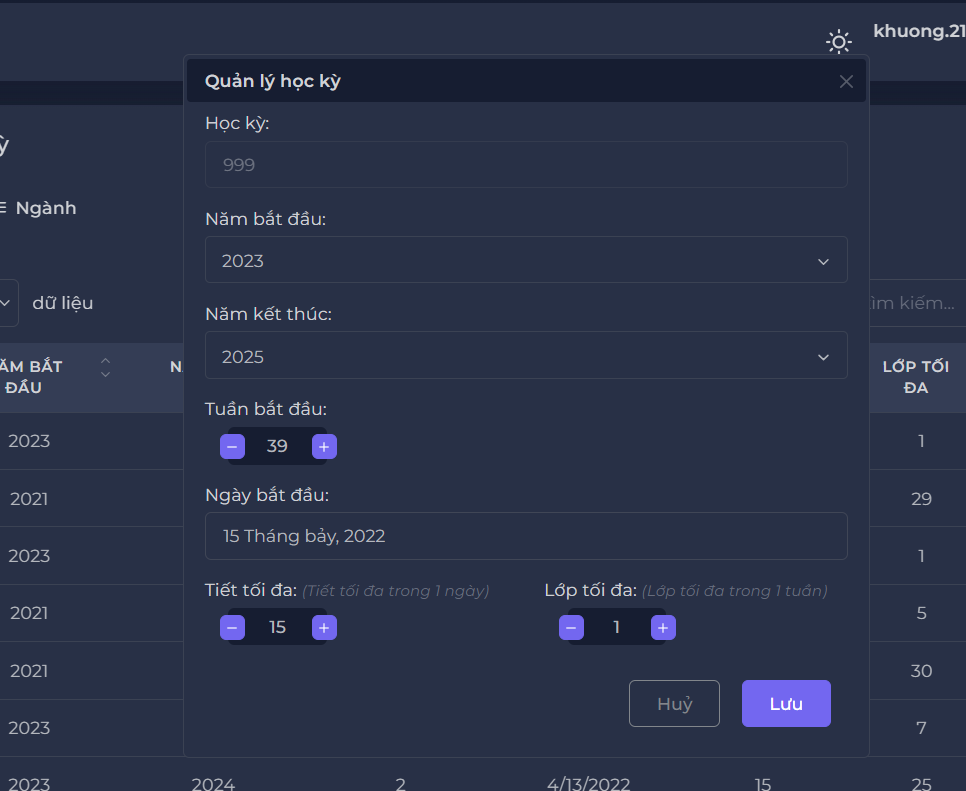 khuong.21
Quản lý học kỳ
Học kỳ:
999
Năm bắt đầu:
2023
Năm kết thúc:
2025
Tuần bắt đầu:
39
Ngày bắt đầu:
15 Tháng bảy, 2022
Tiết tối đa: (Tiết tối đa trong 1 ngày)
Lớp tối đa: (Lớp tối đa trong 1 tuần)
15
1
Huỷ
Lưu
Ngành
dữ liệu
kiếm...
BẮT
ĐẦU
LỚP TỐI
ĐA
2023
1
2021
29
2023
1
2021
5
2021
30
2023
7
2023
2024
2
4/13/2022
15
25